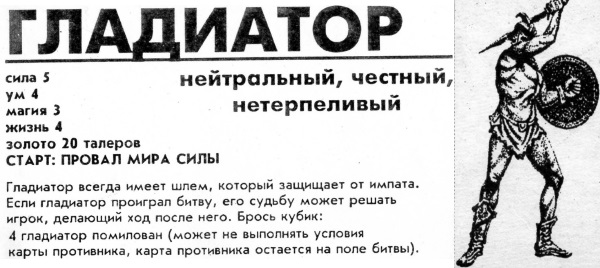 ГЛАДИАТОР
сила 5
ум 4
магия 3
жизнь 4
золото 20 талеров
СТАРТ: ПРОВАЛ МИРА СИЛЫ
нейтральный, честный,
нетерпеливый
Гладиатор всегда имеет шлем, который защищает от импата.
Если гладиатор проиграл битву, его судьбу может решать
игрок, делающий ход после него. Брось кубик:
4 гладиатор помилован (может не выполнять условия
карты противника, карта противника остается на поле битвы).